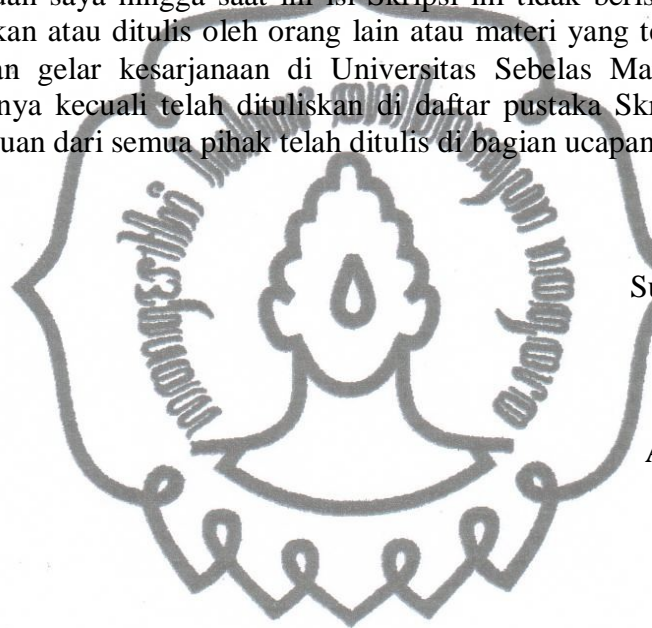 uan saya hingga saat ini isi Skripsi ini tidak beris
kan atau ditulis oleh orang lain atau materi yang te
an gelar kesarjanaan di Universitas Sebelas Ma
nya kecuali telah dituliskan di daftar pustaka Skr
uan dari semua pihak telah ditulis di bagian ucapan
Su
A